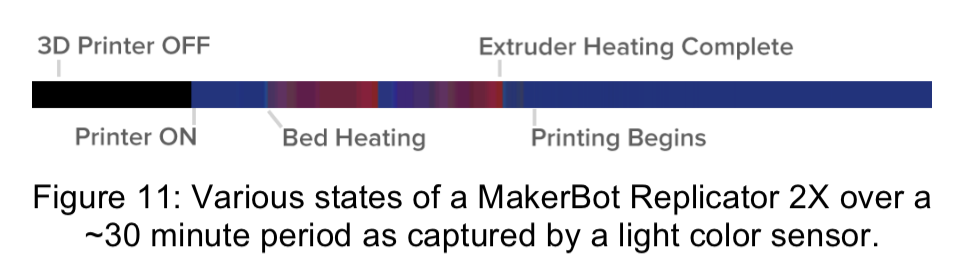 3D Printer OFF
Extruder Heating Complete
Printer ON
Bed Heating
Printing Begins
Figure 11: Various states of a MakerBot Replicator 2X over a
~30 minute period as captured by a light color sensor.